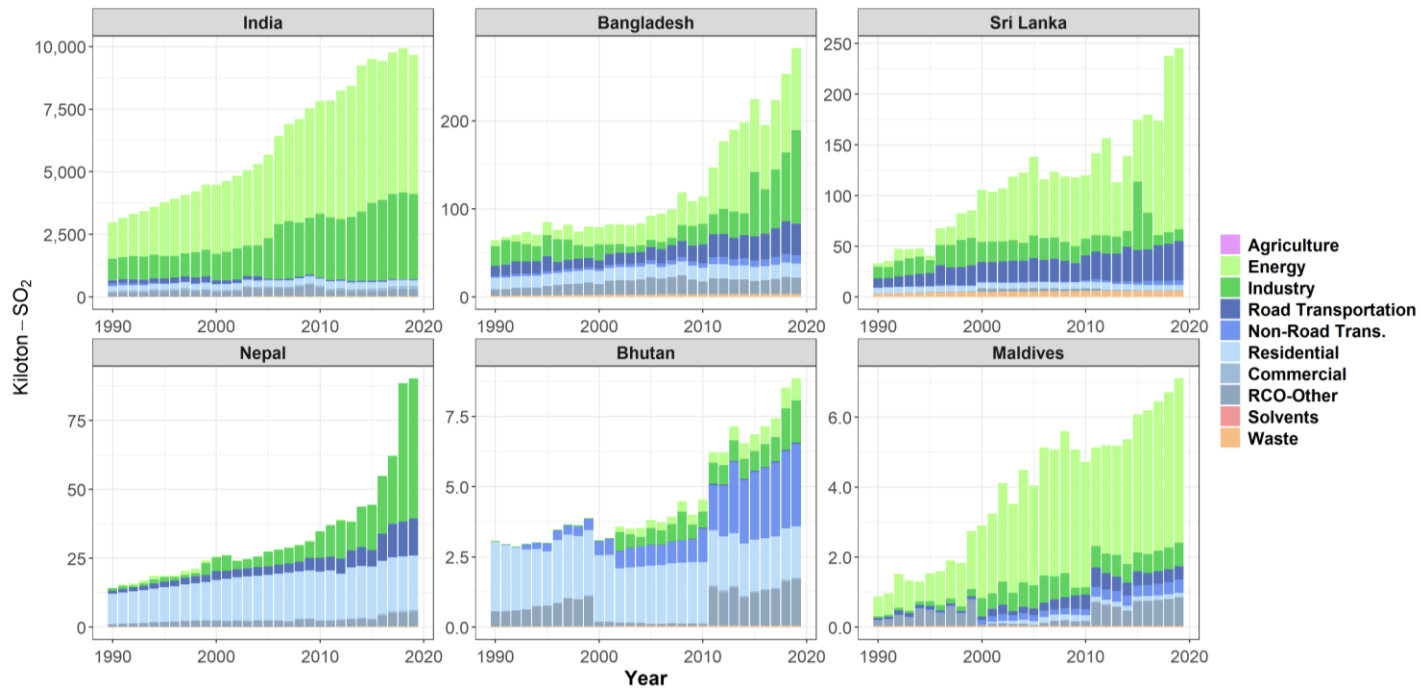 India
Bangladesh
Sri Lanka
10,000
7,500
5,000
2,500
0
200
100
0
250
200
150
100
50
0
1990 2000 2010 2020
1990 2000 2010 2020
1990 2000 2010 2020
Kiloton – SO₂
Nepal
Bhutan
Maldives
75
50
25
0
7.5
5.0
2.5
0.0
6.0
4.0
2.0
0.0
1990 2000 2010 2020
1990 2000 2010 2020
1990 2000 2010 2020
Year
Agriculture
Energy
Industry
Road Transportation
Non-Road Trans.
Residential
Commercial
RCO-Other
Solvents
Waste